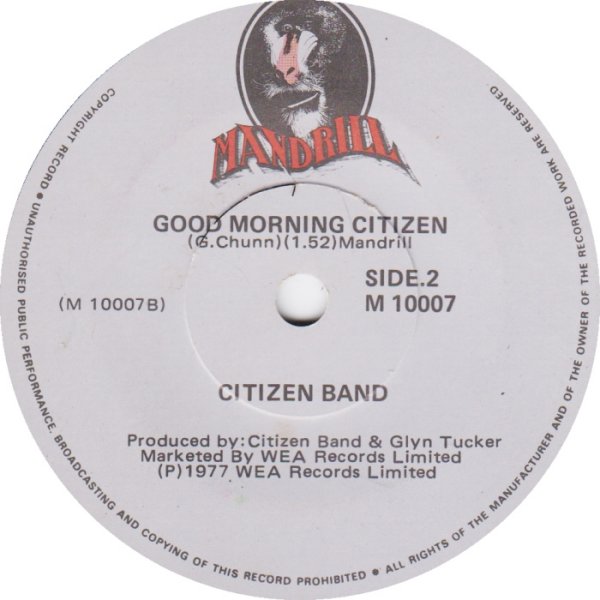 MANDRILL
GOOD MORNING CITIZEN
(G.Chunn)(1.52)Mandrill
SIDE.2
(M 10007B)
M 10007
CITIZEN BAND
Produced by:Citizen Band & Glyn Tucker
Marketed By WEA Records Limited
(P)1977 WEA Records Limited
COPYRIGHT RECORD • UNAUTHORISED PUBLIC PERFORMANCE, BROADCASTING AND COPYING OF THIS RECORD PROHIBITED • ALL RIGHTS OF THE MANUFACTURER AND OF THE OWNER OF THE RECORDED WORK ARE RESERVED